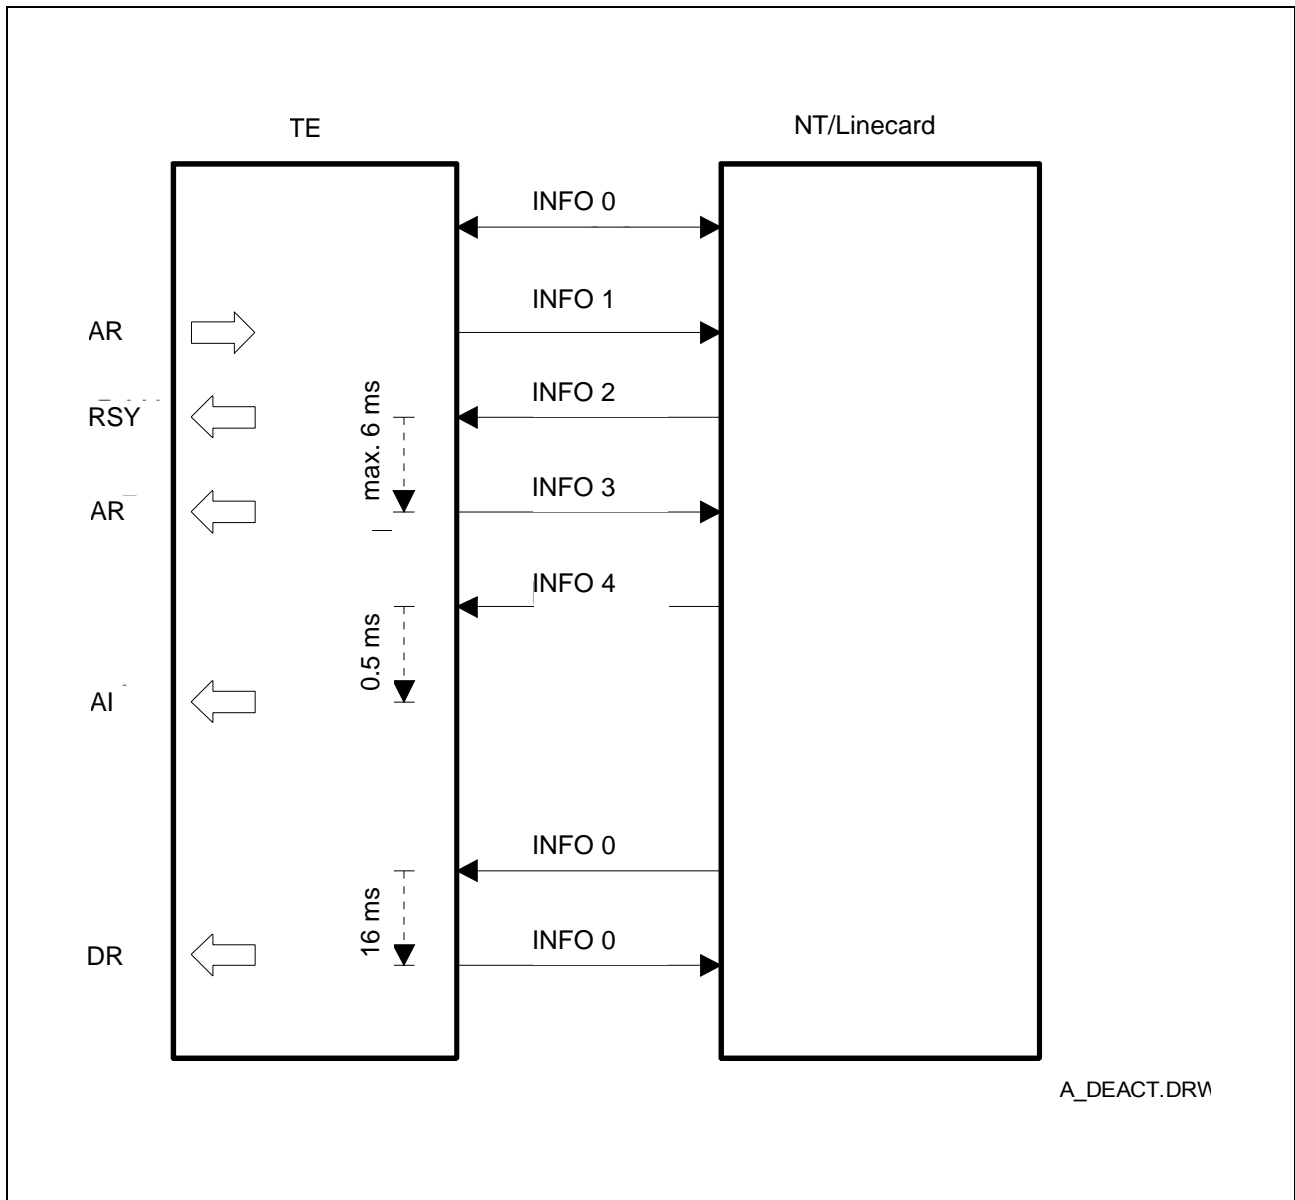 TE
NT/Linecard
INFO 0
INFO 1
AR
INFO 2
RSY
max. 6 ms
INFO 3
AR
INFO 4
0.5 ms
AI
INFO 0
16 ms
INFO 0
DR
A_DEACT.DRW